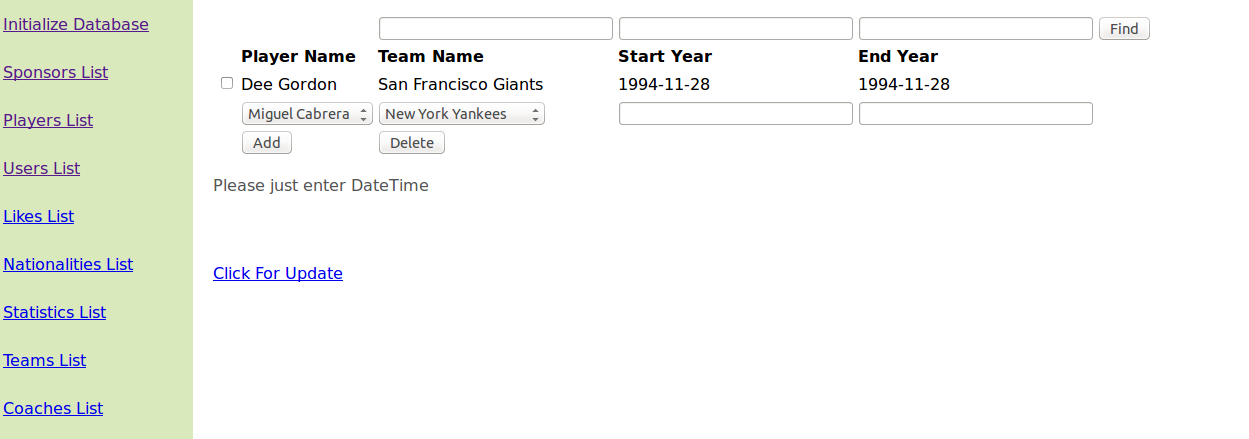 Initialize Database
Sponsors List
Players List
Users List
Likes List
Nationalities List
Statistics List
Teams List
Coaches List
Find
Player Name Team Name Start Year End Year
Dee Gordon San Francisco Giants 1994-11-28 1994-11-28
Miguel Cabrera New York Yankees
Add Delete
Please just enter DateTime
Click For Update